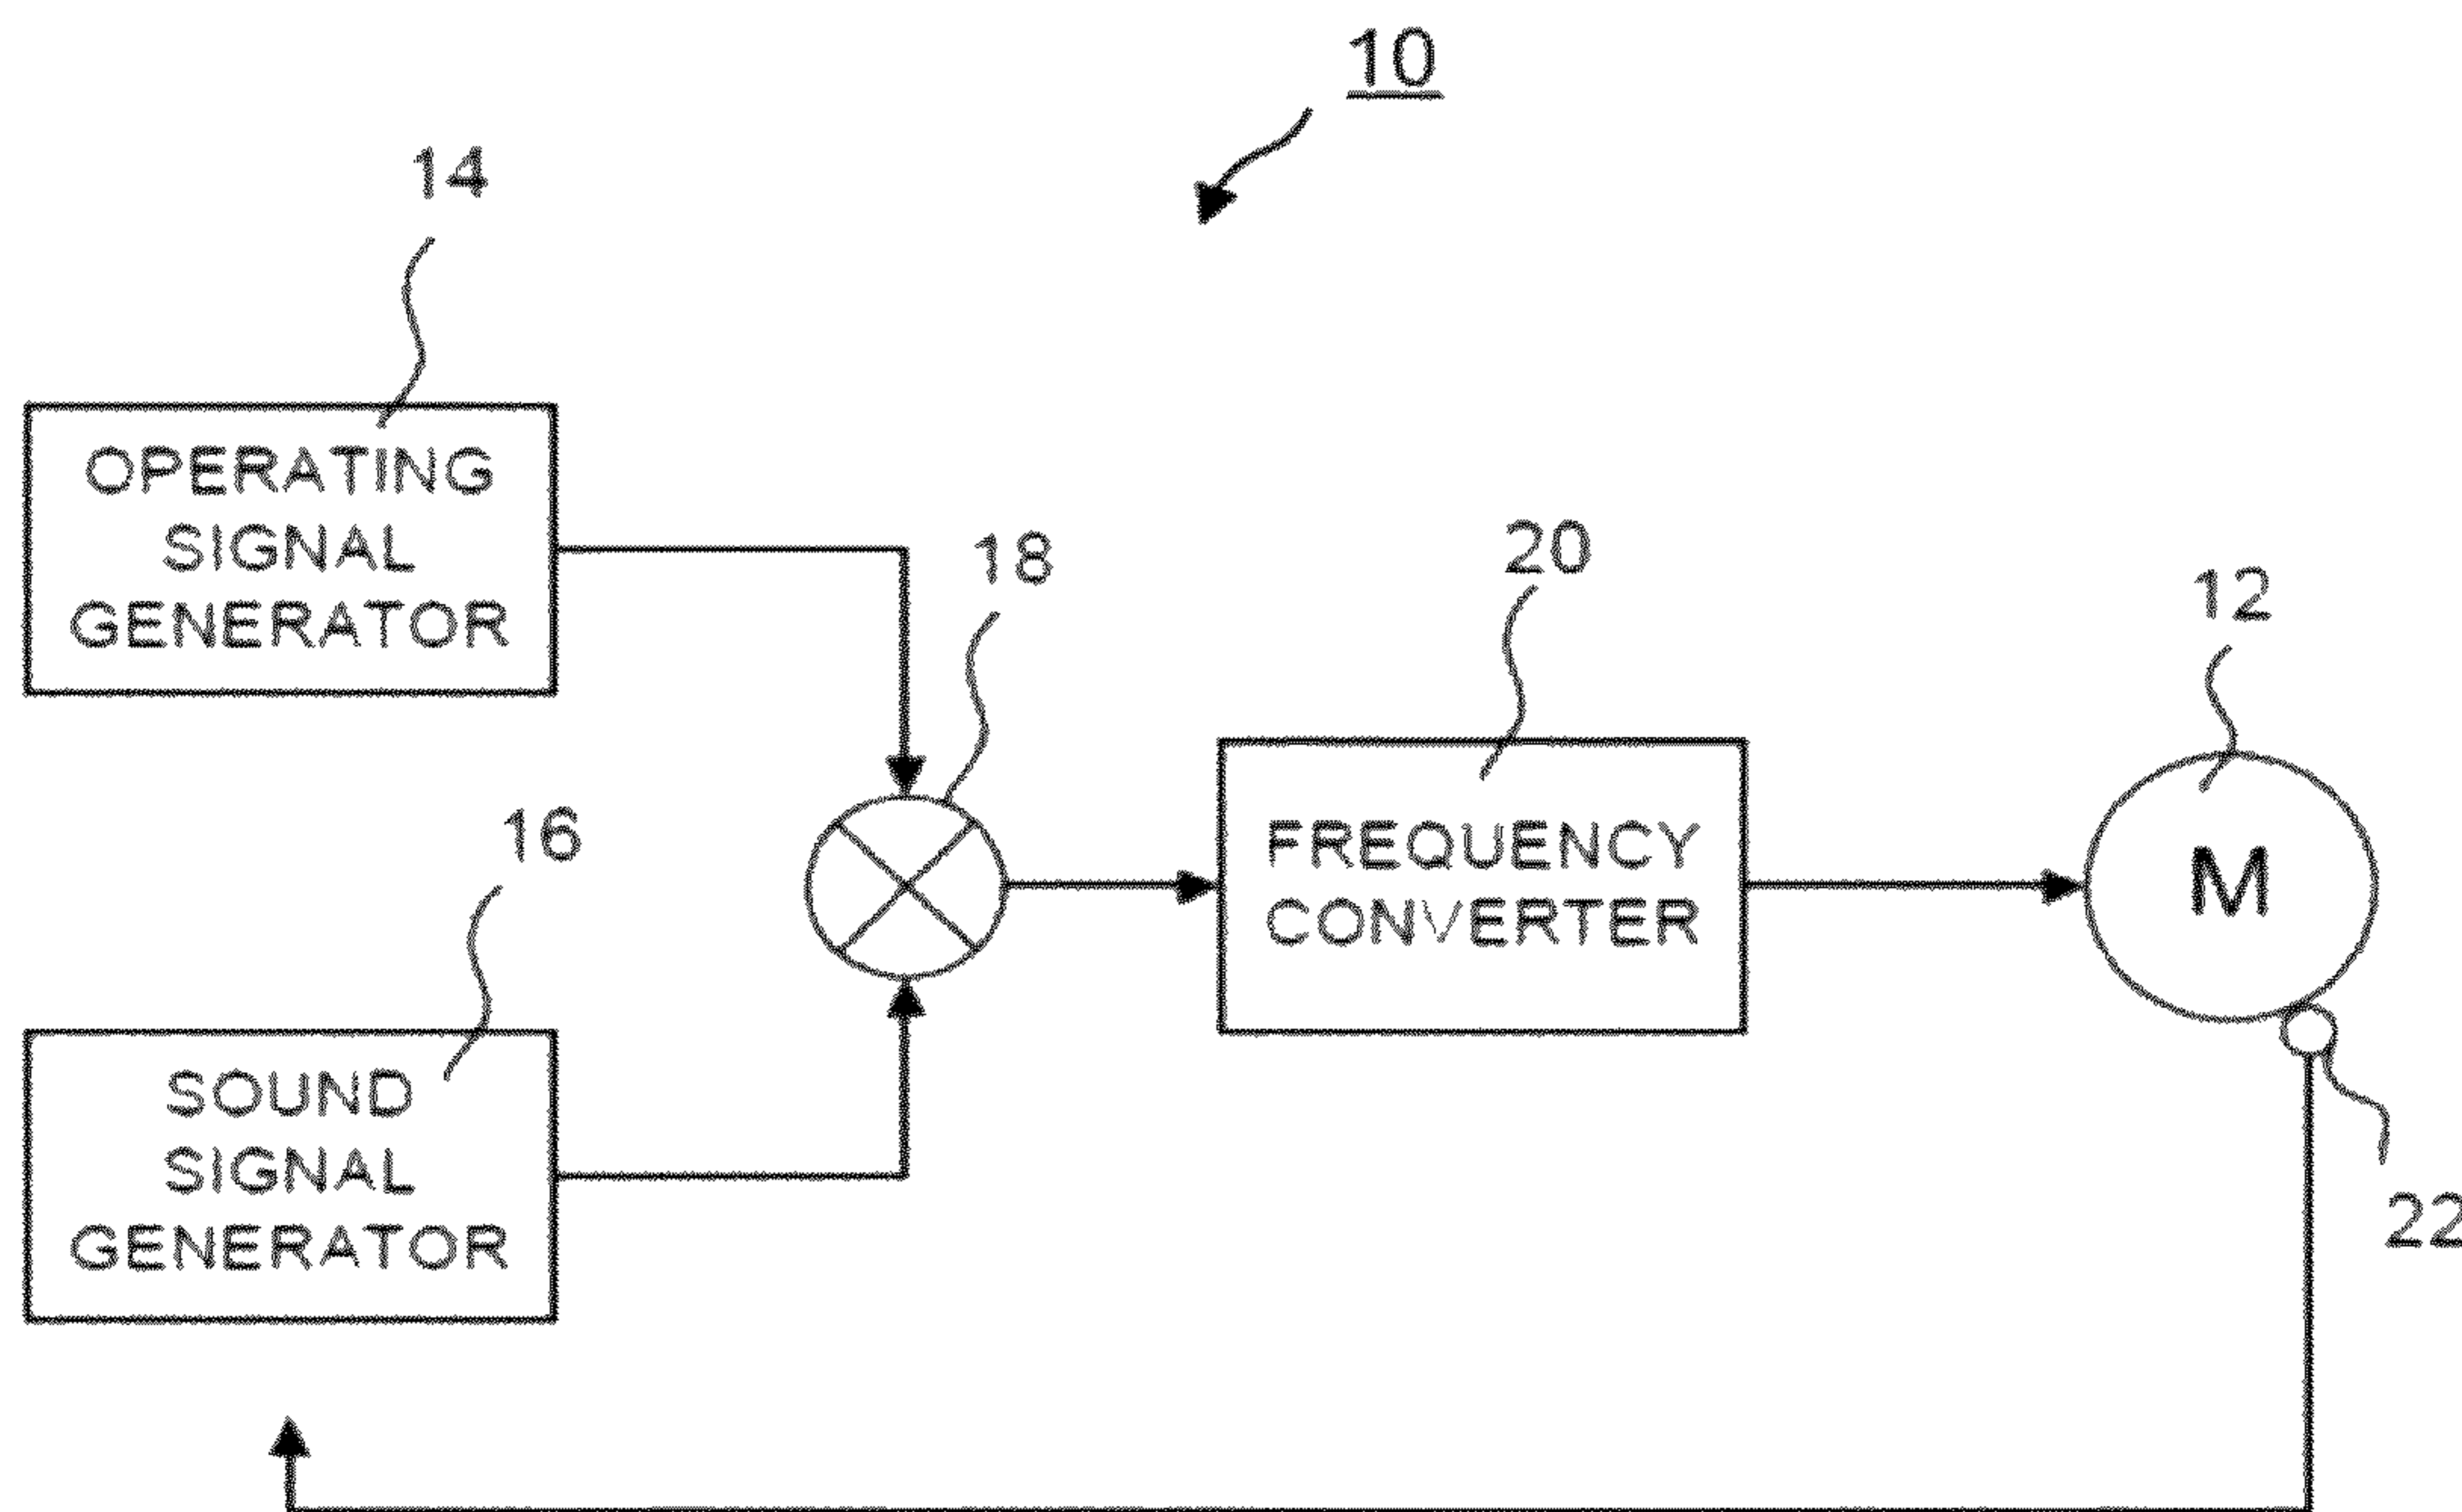 10
14
OPERATING
SIGNAL
GENERATOR
18
20
12
16
FREQUENCY
CONVERTER
M
SOUND
SIGNAL
GENERATOR
22